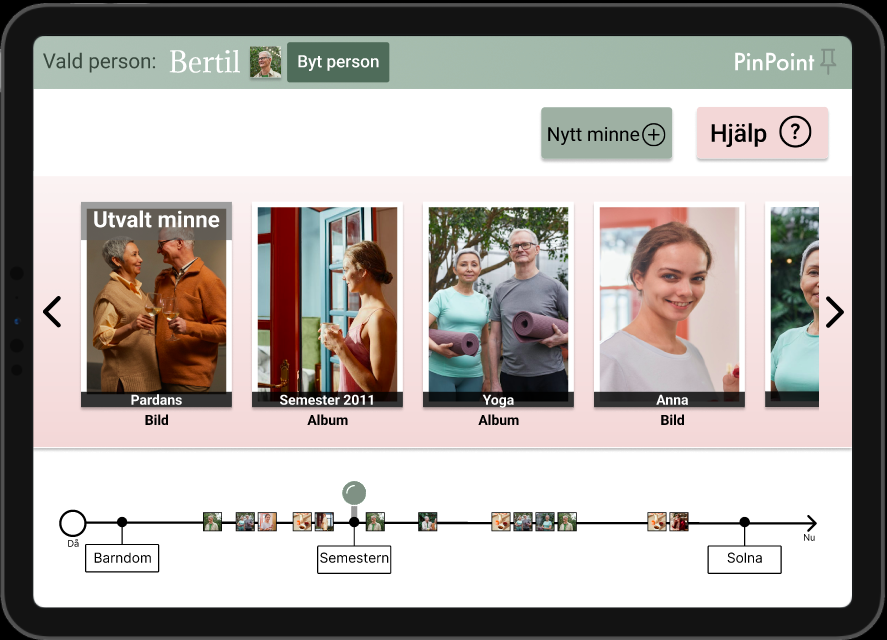 Vald person: Bertil Byt person PinPoint
Nytt minne
Hjälp ?
Utvalt minne
Pardans
Bild
Semester 2011
Album
Yoga
Album
Anna
Bild
Då
Nu
Barndom
Semestern
Solna